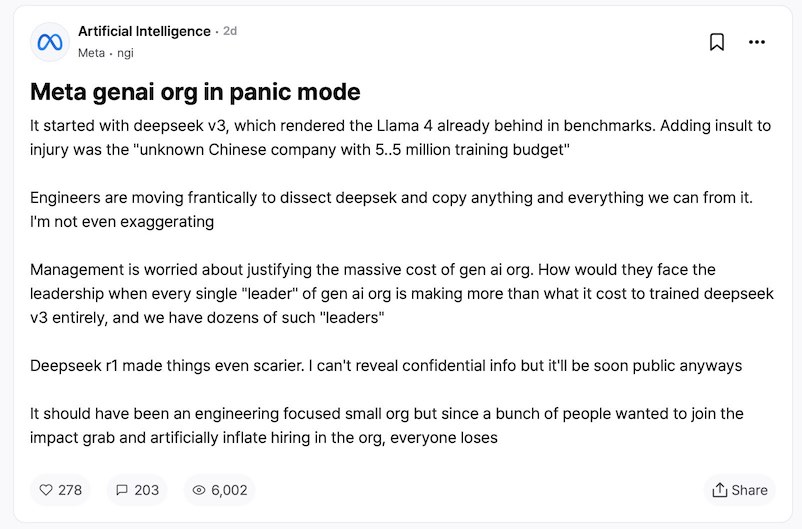 Artificial Intelligence · 2d
Meta · ngi
Meta genai org in panic mode
It started with deepseek v3, which rendered the Llama 4 already behind in benchmarks. Adding insult to
injury was the "unknown Chinese company with 5..5 million training budget"
Engineers are moving frantically to dissect deepsek and copy anything and everything we can from it.
I'm not even exaggerating
Management is worried about justifying the massive cost of gen ai org. How would they face the
leadership when every single "leader" of gen ai org is making more than what it cost to trained deepseek
v3 entirely, and we have dozens of such "leaders"
Deepseek r1 made things even scarier. I can't reveal confidential info but it'll be soon public anyways
It should have been an engineering focused small org but since a bunch of people wanted to join the
impact grab and artificially inflate hiring in the org, everyone loses
278 203 6,002 Share